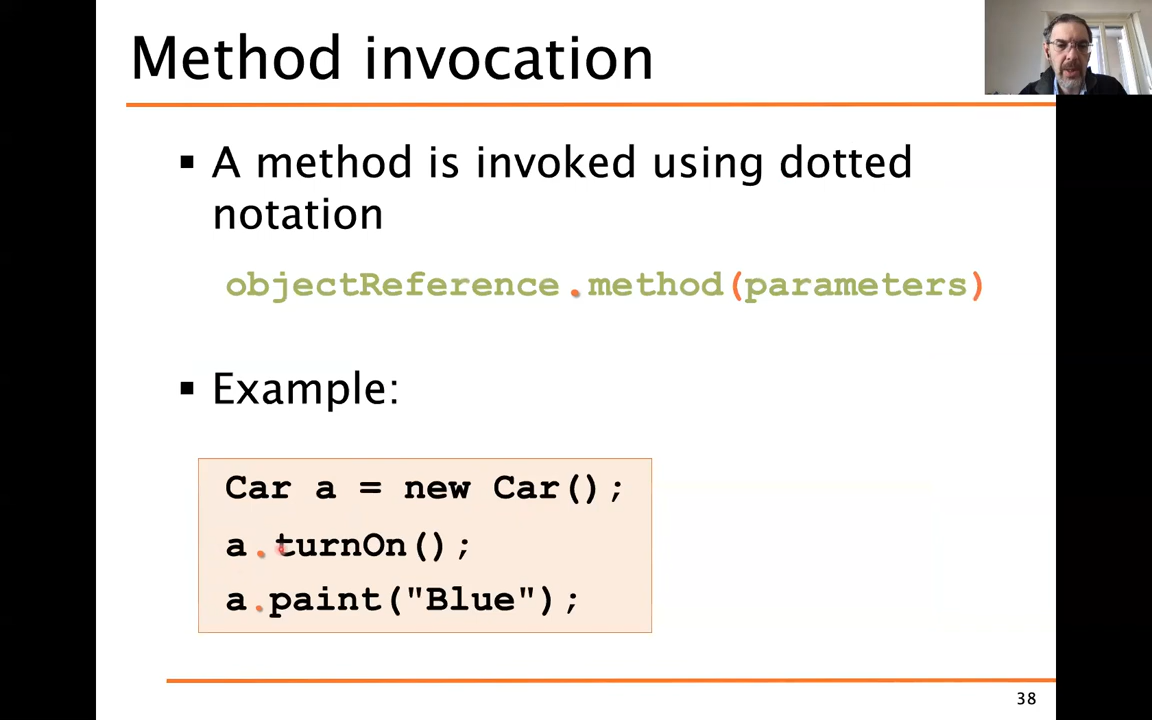 Method invocation
▪ A method is invoked using dotted
notation
objectReference.method(parameters)
▪ Example:
Car a = new Car();
a.turnOn();
a.paint("Blue");
38